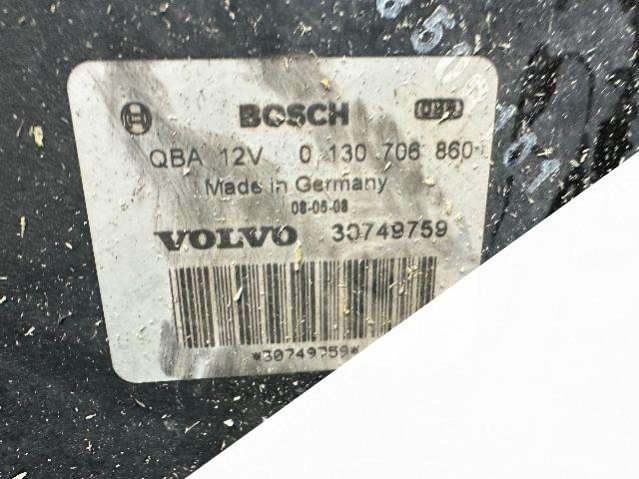 BOSCH
QBA 12V 0 130 706 860
Made in Germany
08-06-08
VOLVO 30749759
*30749759*